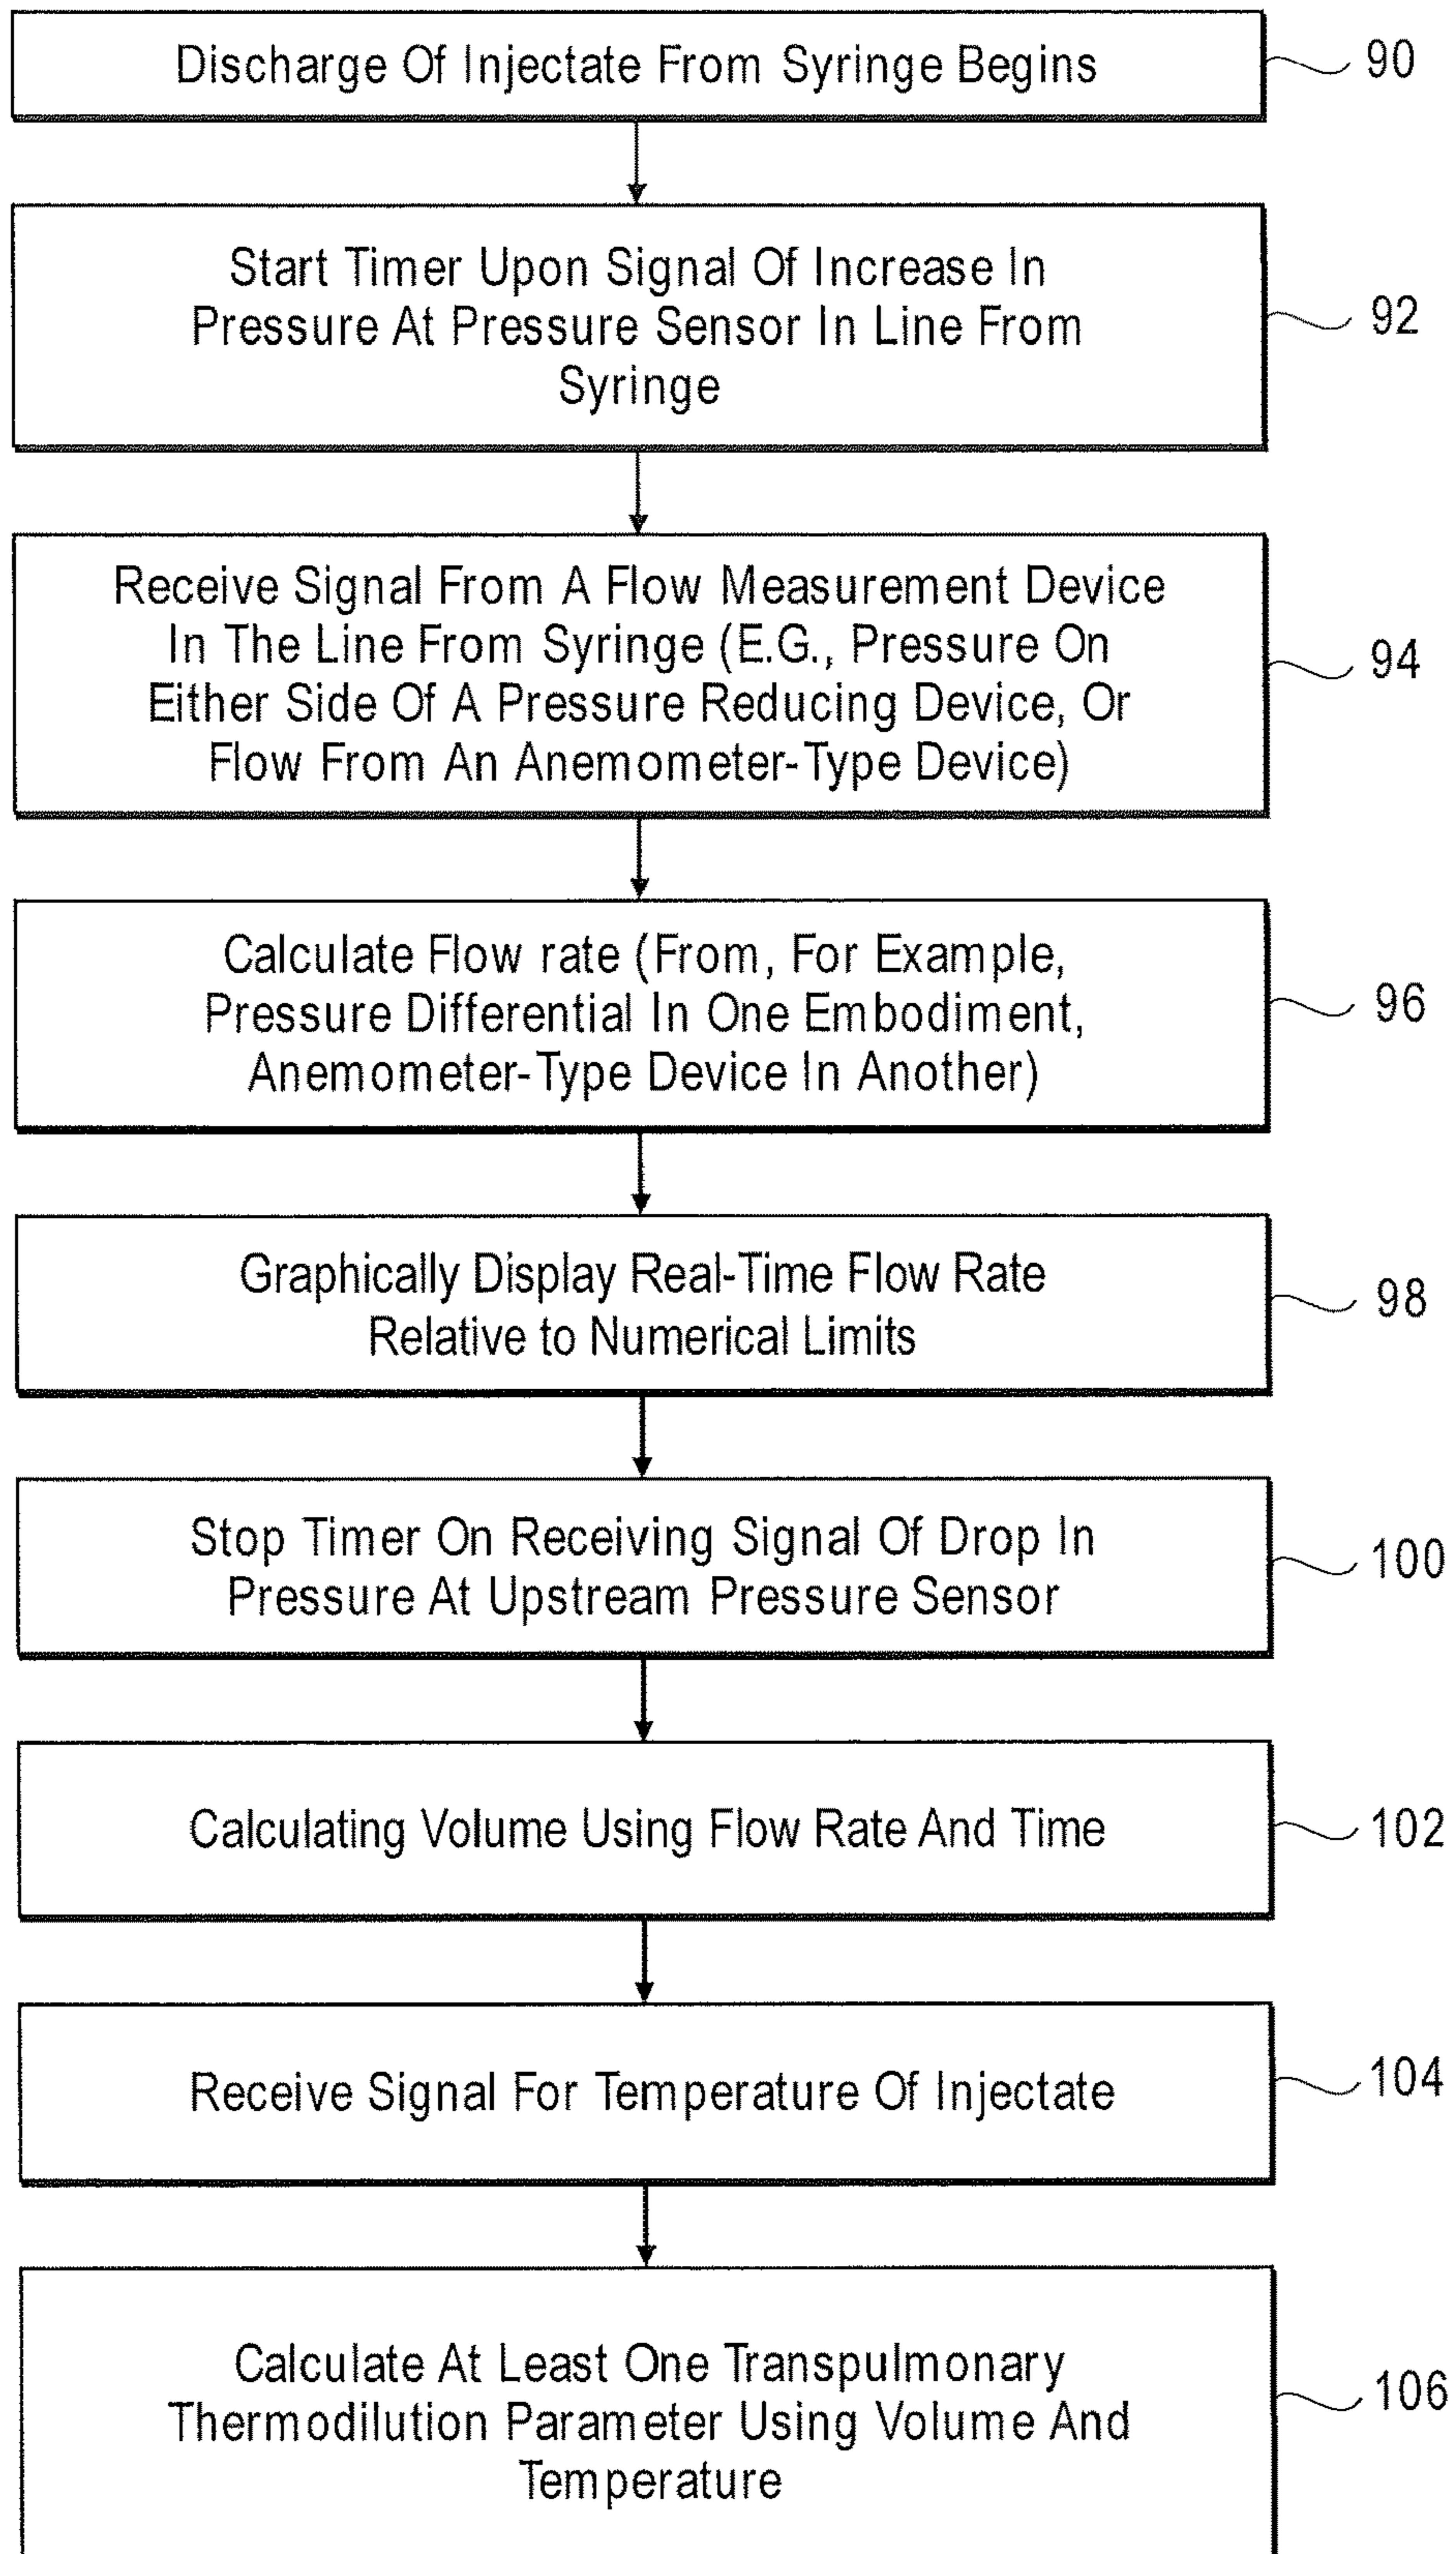 Discharge Of Injectate From Syringe Begins
90
Start Timer Upon Signal Of Increase In
Pressure At Pressure Sensor In Line From
Syringe
92
Receive Signal From A Flow Measurement Device
In The Line From Syringe (E.G., Pressure On
Either Side Of A Pressure Reducing Device, Or
Flow From An Anemometer-Type Device)
94
Calculate Flow rate (From, For Example,
Pressure Differential In One Embodiment,
Anemometer-Type Device In Another)
96
Graphically Display Real-Time Flow Rate
Relative to Numerical Limits
98
Stop Timer On Receiving Signal Of Drop In
Pressure At Upstream Pressure Sensor
100
Calculating Volume Using Flow Rate And Time
102
Receive Signal For Temperature Of Injectate
104
Calculate At Least One Transpulmonary
Thermodilution Parameter Using Volume And
Temperature
106